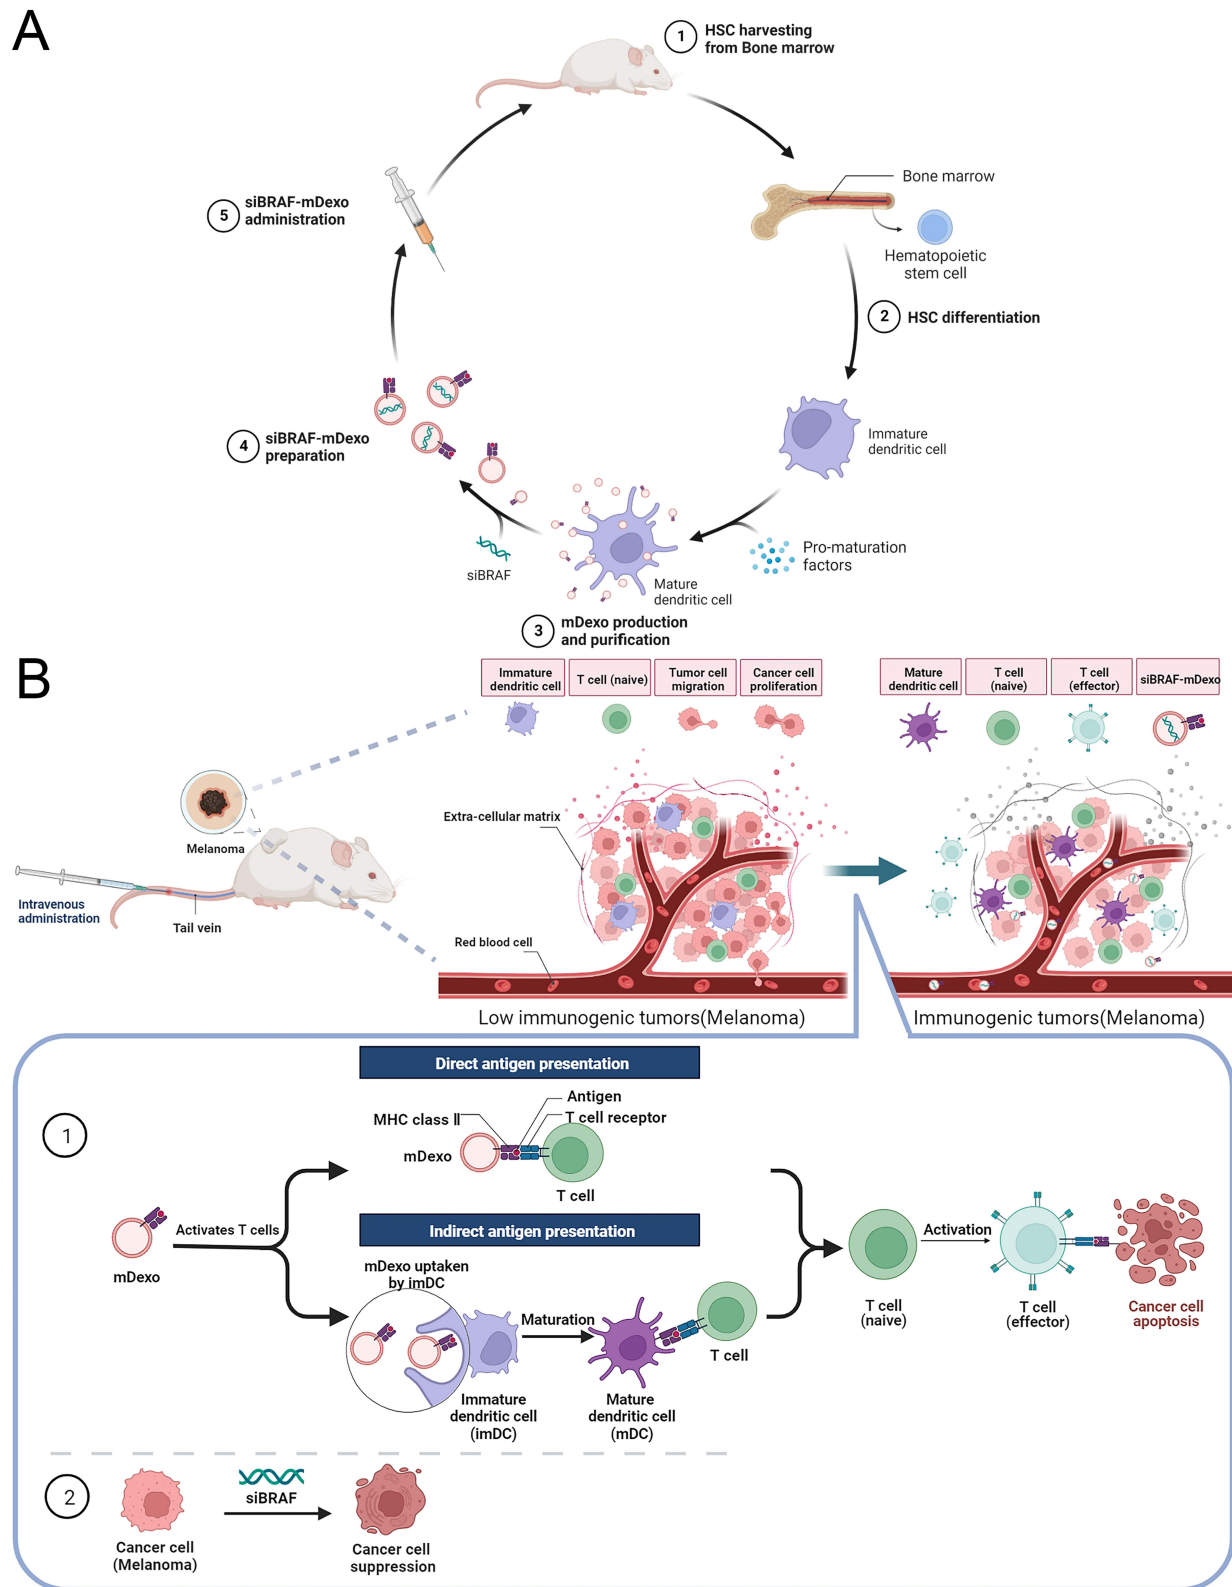 A
1
HSC harvesting
from Bone marrow
Bone marrow
Hematopoietic
stem cell
2
HSC differentiation
Immature
dendritic cell
Pro-maturation
factors
Mature
dendritic cell
3
mDexo production
and purification
siBRAF
4
siBRAF-mDexo
preparation
5
siBRAF-mDexo
administration
B
Immature
dendritic cell
T cell (naive)
Tumor cell
migration
Cancer cell
proliferation
Mature
dendritic cell
T cell
(naive)
T cell
(effector)
siBRAF-mDexo
Melanoma
Intravenous
administration
Tail vein
Extra-cellular matrix
Red blood cell
Low immunogenic tumors(Melanoma)
Immunogenic tumors(Melanoma)
1
mDexo
Activates T cells
Direct antigen presentation
MHC class Ⅱ
Antigen
T cell receptor
mDexo
T cell
Indirect antigen presentation
mDexo uptaken
by imDC
Maturation
Immature
dendritic cell
(imDC)
Mature
dendritic cell
(mDC)
T cell
T cell
(naive)
Activation
T cell
(effector)
Cancer cell
apoptosis
2
Cancer cell
(Melanoma)
siBRAF
Cancer cell
suppression